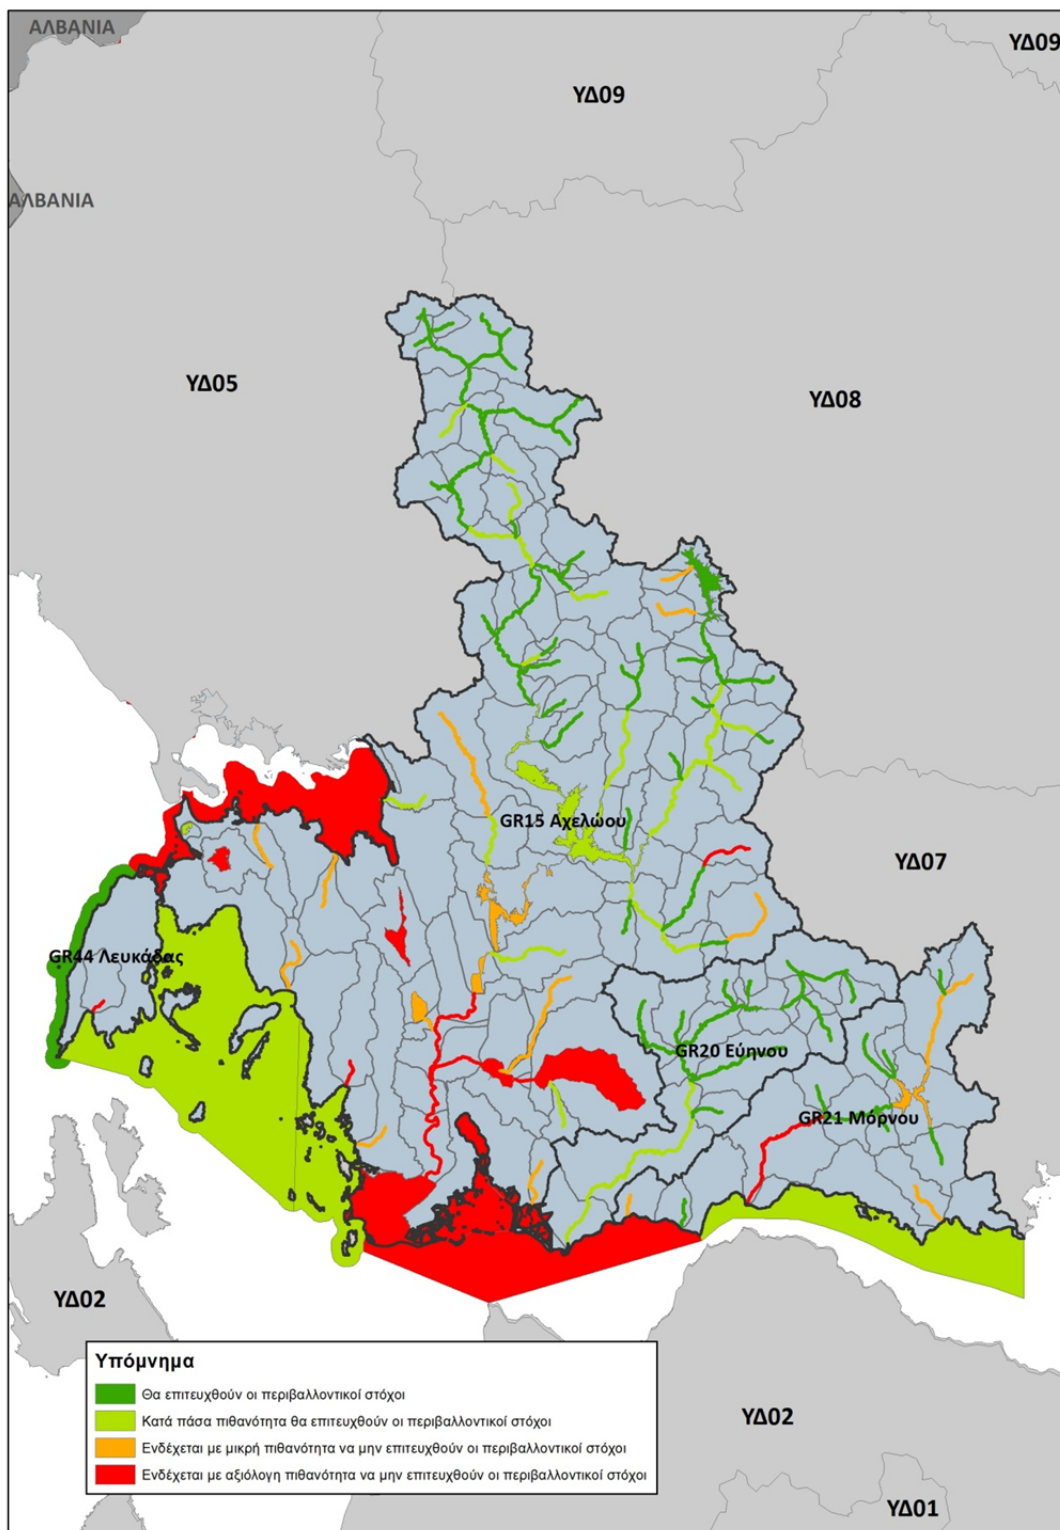 ΑΛΒΑΝΙΑ
ΥΔ09
ΥΔ09
ΑΛΒΑΝΙΑ
ΥΔ05
ΥΔ08
GR15 Αχελώου
ΥΔ07
GR44 Λευκάδας
GR20 Εύηνου
GR21 Μόρνου
ΥΔ02
Υπόμνημα
Θα επιτευχθούν οι περιβαλλοντικοί στόχοι
Κατά πάσα πιθανότητα θα επιτευχθούν οι περιβαλλοντικοί στόχοι
Ενδέχεται με μικρή πιθανότητα να μην επιτευχθούν οι περιβαλλοντικοί στόχοι
Ενδέχεται με αξιόλογη πιθανότητα να μην επιτευχθούν οι περιβαλλοντικοί στόχοι
ΥΔ02
ΥΔ01